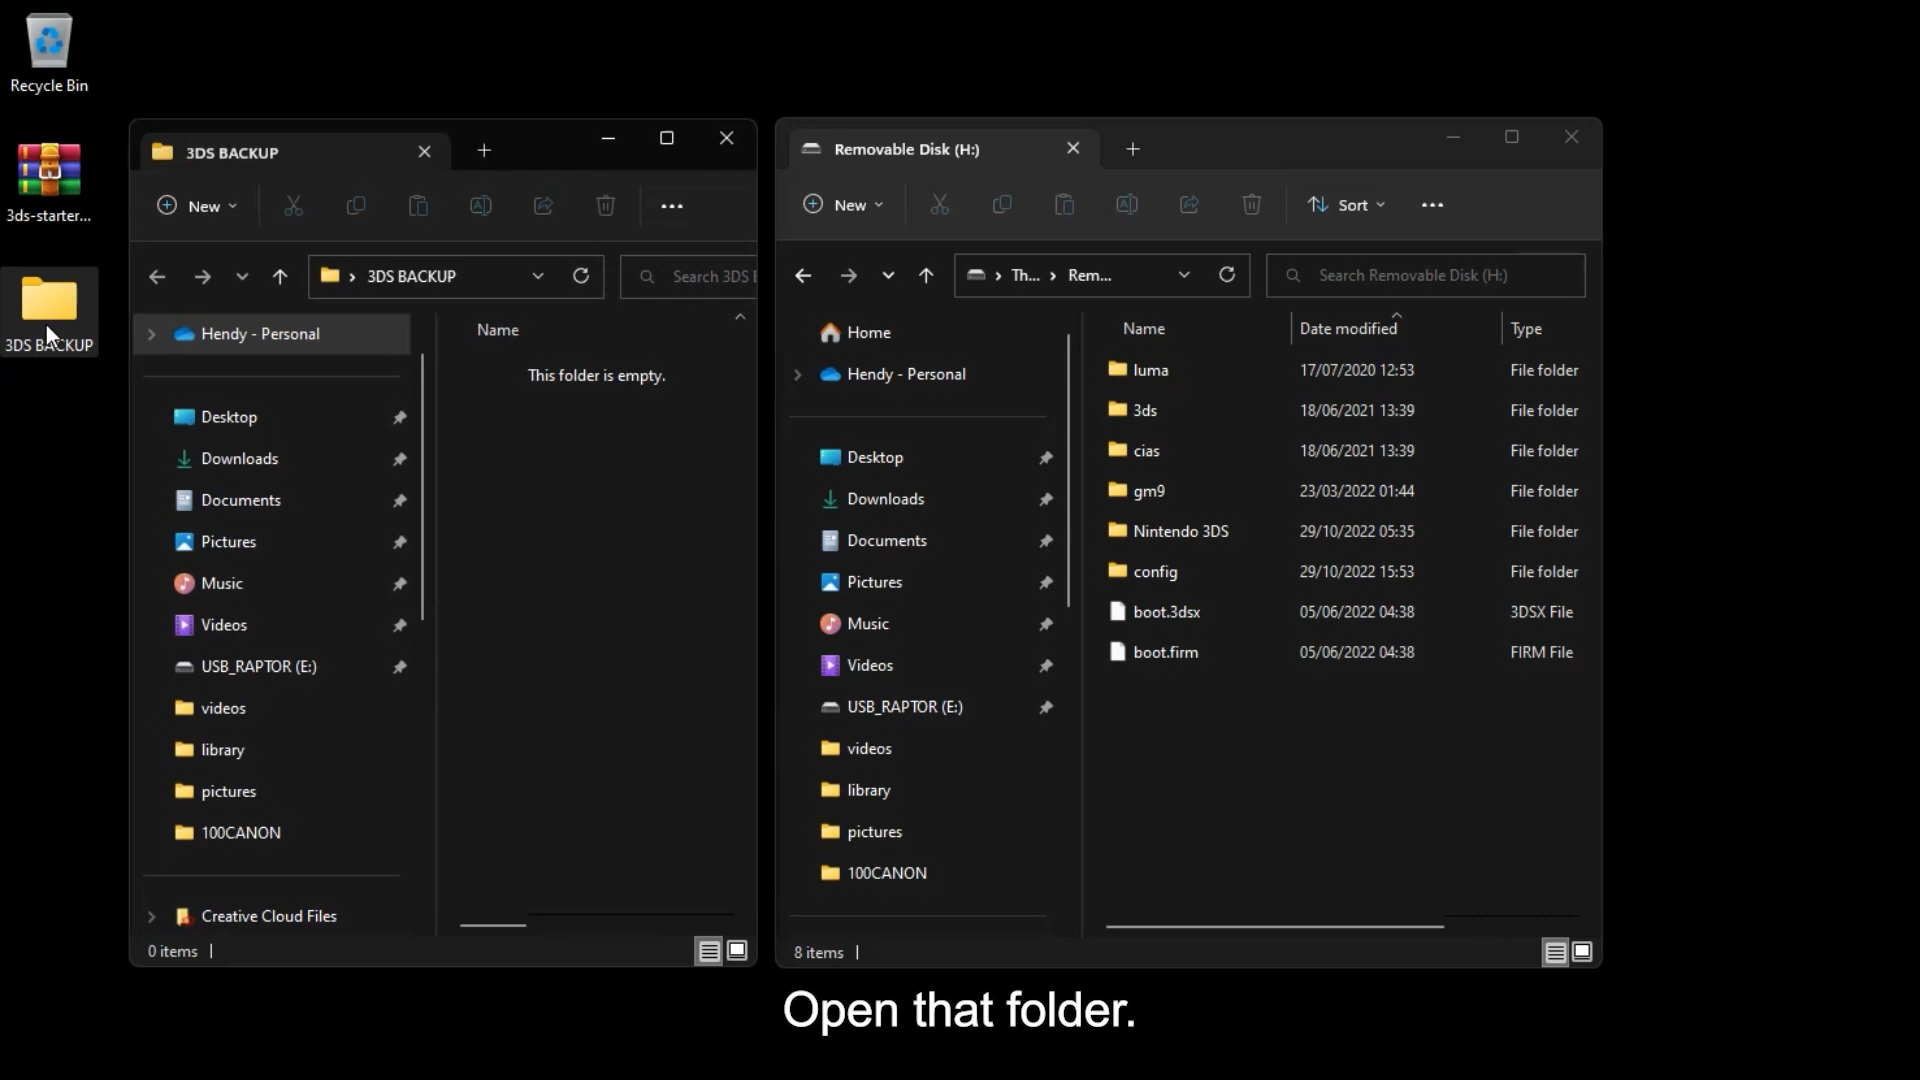 Recycle Bin
3ds-starter...
3DS BACKUP
3DS BACKUP
New
3DS BACKUP
Search 3DS
Hendy - Personal
Desktop
Downloads
Documents
Pictures
Music
Videos
USB_RAPTOR (E:)
videos
library
pictures
100CANON
Creative Cloud Files
Name
This folder is empty.
0 items
Removable Disk (H:)
New
Sort
Th... Rem...
Search Removable Disk (H:)
Home
Hendy - Personal
Desktop
Downloads
Documents
Pictures
Music
Videos
USB_RAPTOR (E:)
videos
library
pictures
100CANON
Name Date modified Type
luma 17/07/2020 12:53 File folder
3ds 18/06/2021 13:39 File folder
cias 18/06/2021 13:39 File folder
gm9 23/03/2022 01:44 File folder
Nintendo 3DS 29/10/2022 05:35 File folder
config 29/10/2022 15:53 File folder
boot.3dsx 05/06/2022 04:38 3DSX File
boot.firm 05/06/2022 04:38 FIRM File
8 items
Open that folder.